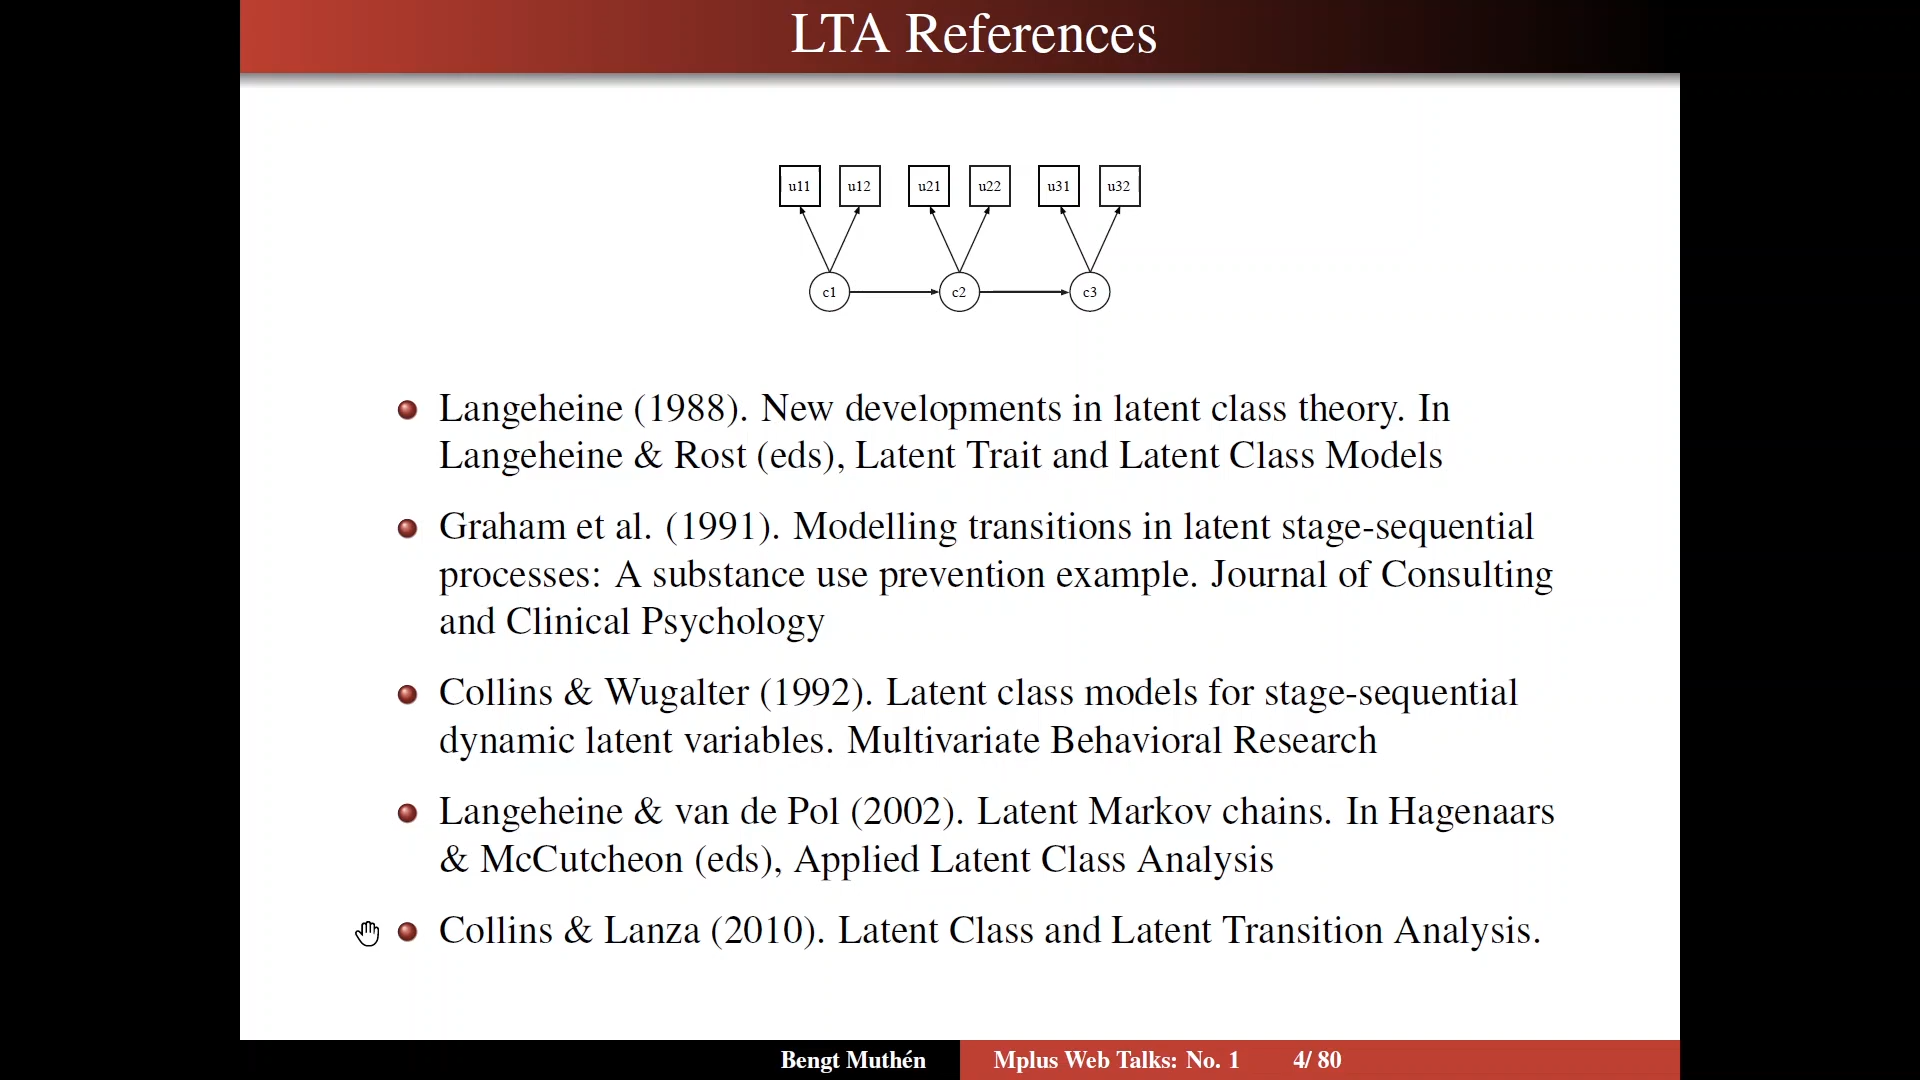 LTA References
u11 u12 u21 u22 u31 u32
c1 c2 c3
Langeheine (1988). New developments in latent class theory. In
Langeheine & Rost (eds), Latent Trait and Latent Class Models
Graham et al. (1991). Modelling transitions in latent stage-sequential
processes: A substance use prevention example. Journal of Consulting
and Clinical Psychology
Collins & Wugalter (1992). Latent class models for stage-sequential
dynamic latent variables. Multivariate Behavioral Research
Langeheine & van de Pol (2002). Latent Markov chains. In Hagenaars
& McCutcheon (eds), Applied Latent Class Analysis
Collins & Lanza (2010). Latent Class and Latent Transition Analysis.
Bengt Muthén Mplus Web Talks: No. 1 4/ 80